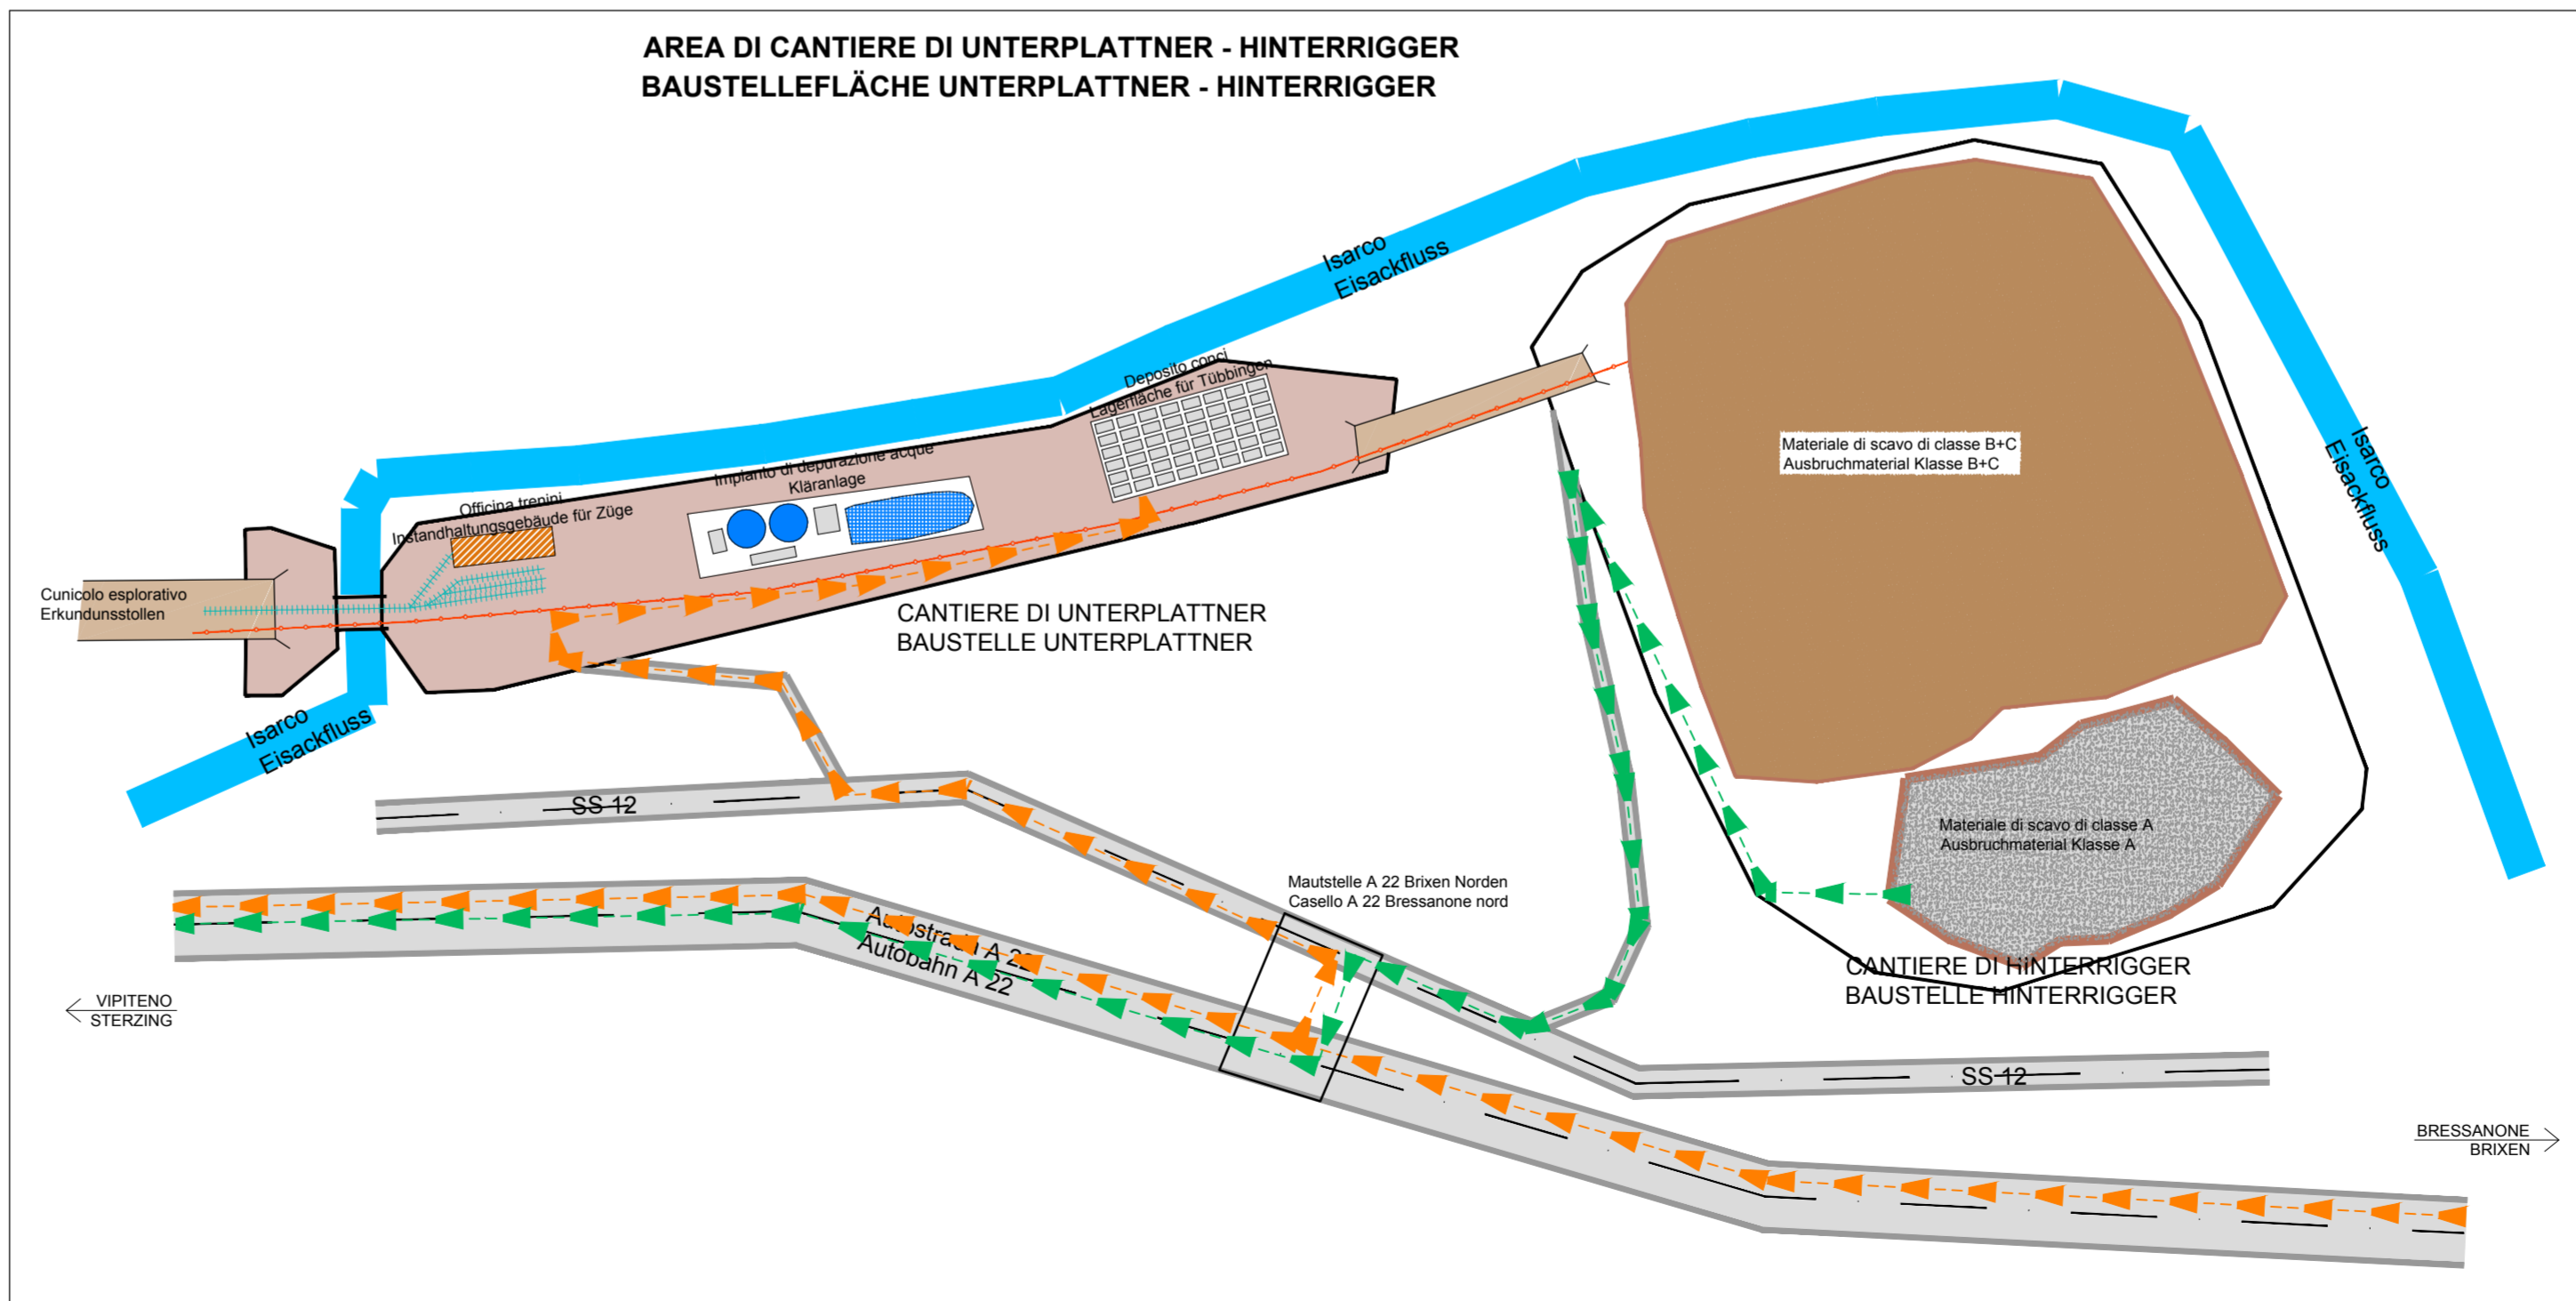 AREA DI CANTIERE DI UNTERPLATTNER - HINTERRIGGER
BAUSTELLEFLÄCHE UNTERPLATTNER - HINTERRIGGER
Isarco
Eisackfluss
Deposito conci
Lagerfläche für Tübbingen
Materiale di scavo di classe B+C
Ausbruchmaterial Klasse B+C
Isarco
Eisackfluss
Impianto di depurazione acque
Kläranlage
Officina trenini
Instandhaltungsgebäude für Züge
Cunicolo esplorativo
Erkundunsstollen
CANTIERE DI UNTERPLATTNER
BAUSTELLE UNTERPLATTNER
Isarco
Eisackfluss
SS 12
Materiale di scavo di classe A
Ausbruchmaterial Klasse A
Mautstelle A 22 Brixen Norden
Casello A 22 Bressanone nord
Autostrada A 22
Autobahn A 22
CANTIERE DI HINTERRIGGER
BAUSTELLE HINTERRIGGER
VIPITENO
STERZING
SS 12
BRESSANONE
BRIXEN